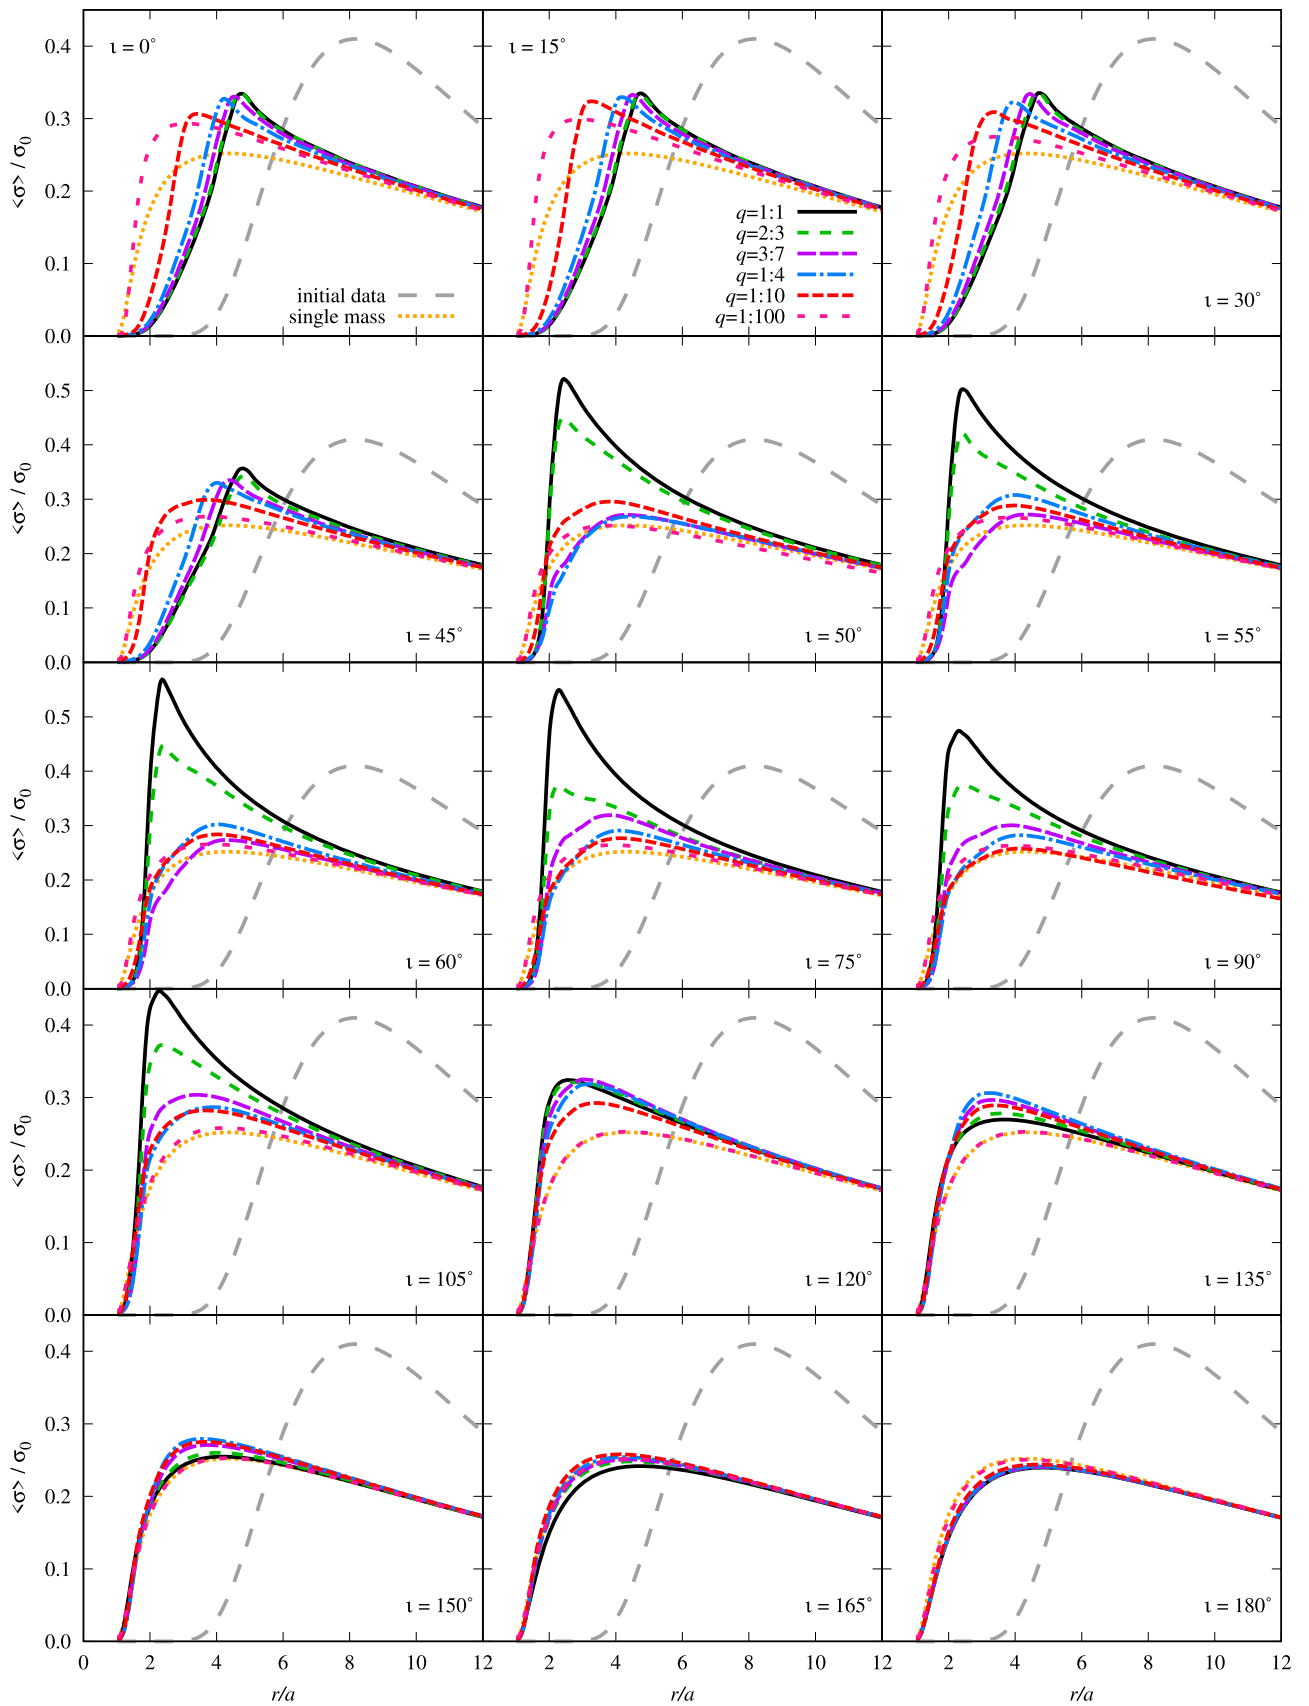 ι = 0°
ι = 15°
0.4
0.3
0.2
0.1
0.0
<σ> / σ0
initial data
single mass
q=1:1
q=2:3
q=3:7
q=1:4
q=1:10
q=1:100
ι = 30°
0.5
0.4
0.3
0.2
0.1
0.0
<σ> / σ0
ι = 45°
ι = 50°
ι = 55°
0.5
0.4
0.3
0.2
0.1
0.0
<σ> / σ0
ι = 60°
ι = 75°
ι = 90°
0.4
0.3
0.2
0.1
0.0
<σ> / σ0
ι = 105°
ι = 120°
ι = 135°
0.4
0.3
0.2
0.1
0.0
<σ> / σ0
ι = 150°
ι = 165°
ι = 180°
0 2 4 6 8 10 12 2 4 6 8 10 12 2 4 6 8 10 12
r/a r/a r/a